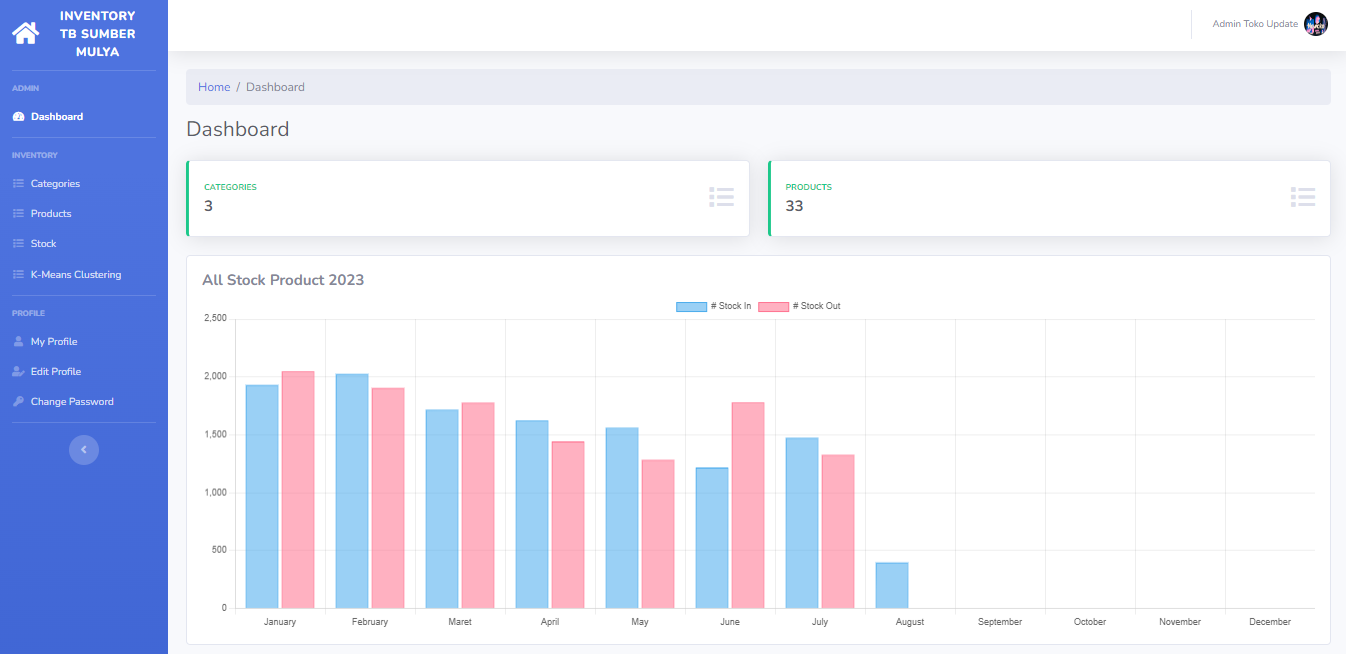 INVENTORY
TB SUMBER
MULYA
Admin Toko Update
ADMIN
Dashboard
INVENTORY
Categories
Products
Stock
K-Means Clustering
PROFILE
My Profile
Edit Profile
Change Password
Home / Dashboard
Dashboard
CATEGORIES
3
PRODUCTS
33
All Stock Product 2023
# Stock In # Stock Out
2,500
2,000
1,500
1,000
500
0
January February Maret April May June July August September October November December